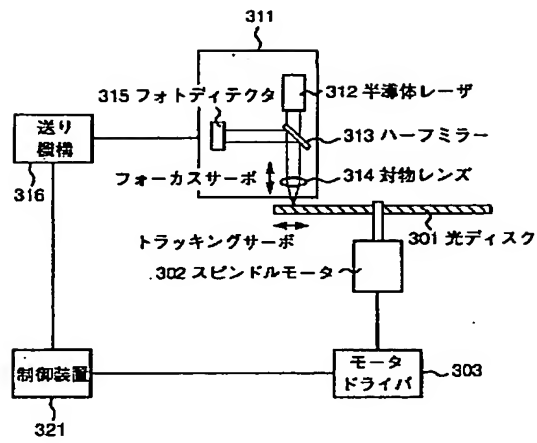 311
312 半導体レーザ
315 フォトディテクタ
313 ハーフミラー
送り
機構
316
フォーカスサーボ
314 対物レンズ
トラッキングサーボ
301 光ディスク
302 スピンドルモータ
制御装置
321
モータ
ドライバ
303